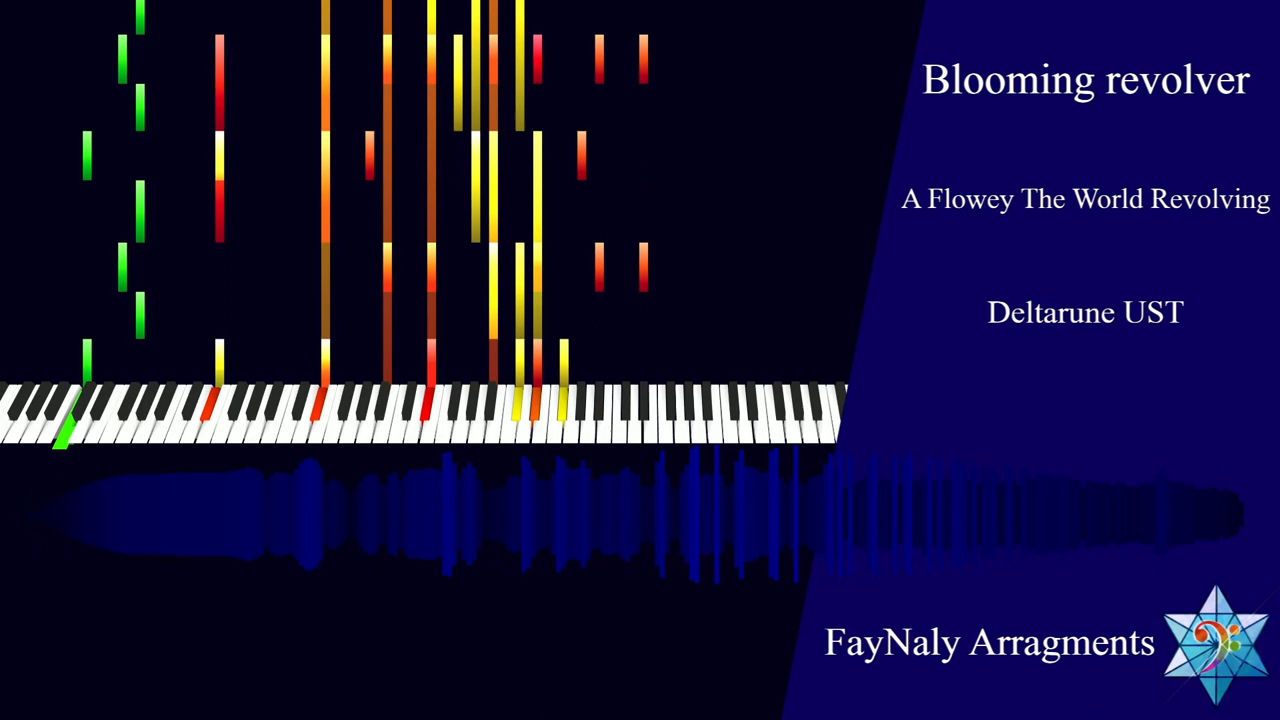 Blooming revolver
A Flowey The World Revolving
Deltarune UST
FayNaly Arragments